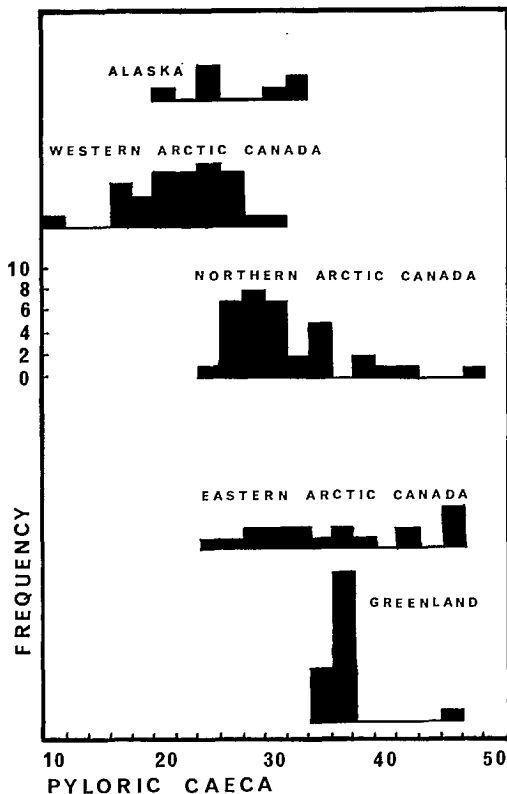 ALASKA
WESTERN ARCTIC CANADA
NORTHERN ARCTIC CANADA
10
8
6
4
2
0
EASTERN ARCTIC CANADA
GREENLAND
FREQUENCY
10 20 30 40 50
PYLORIC CAECA